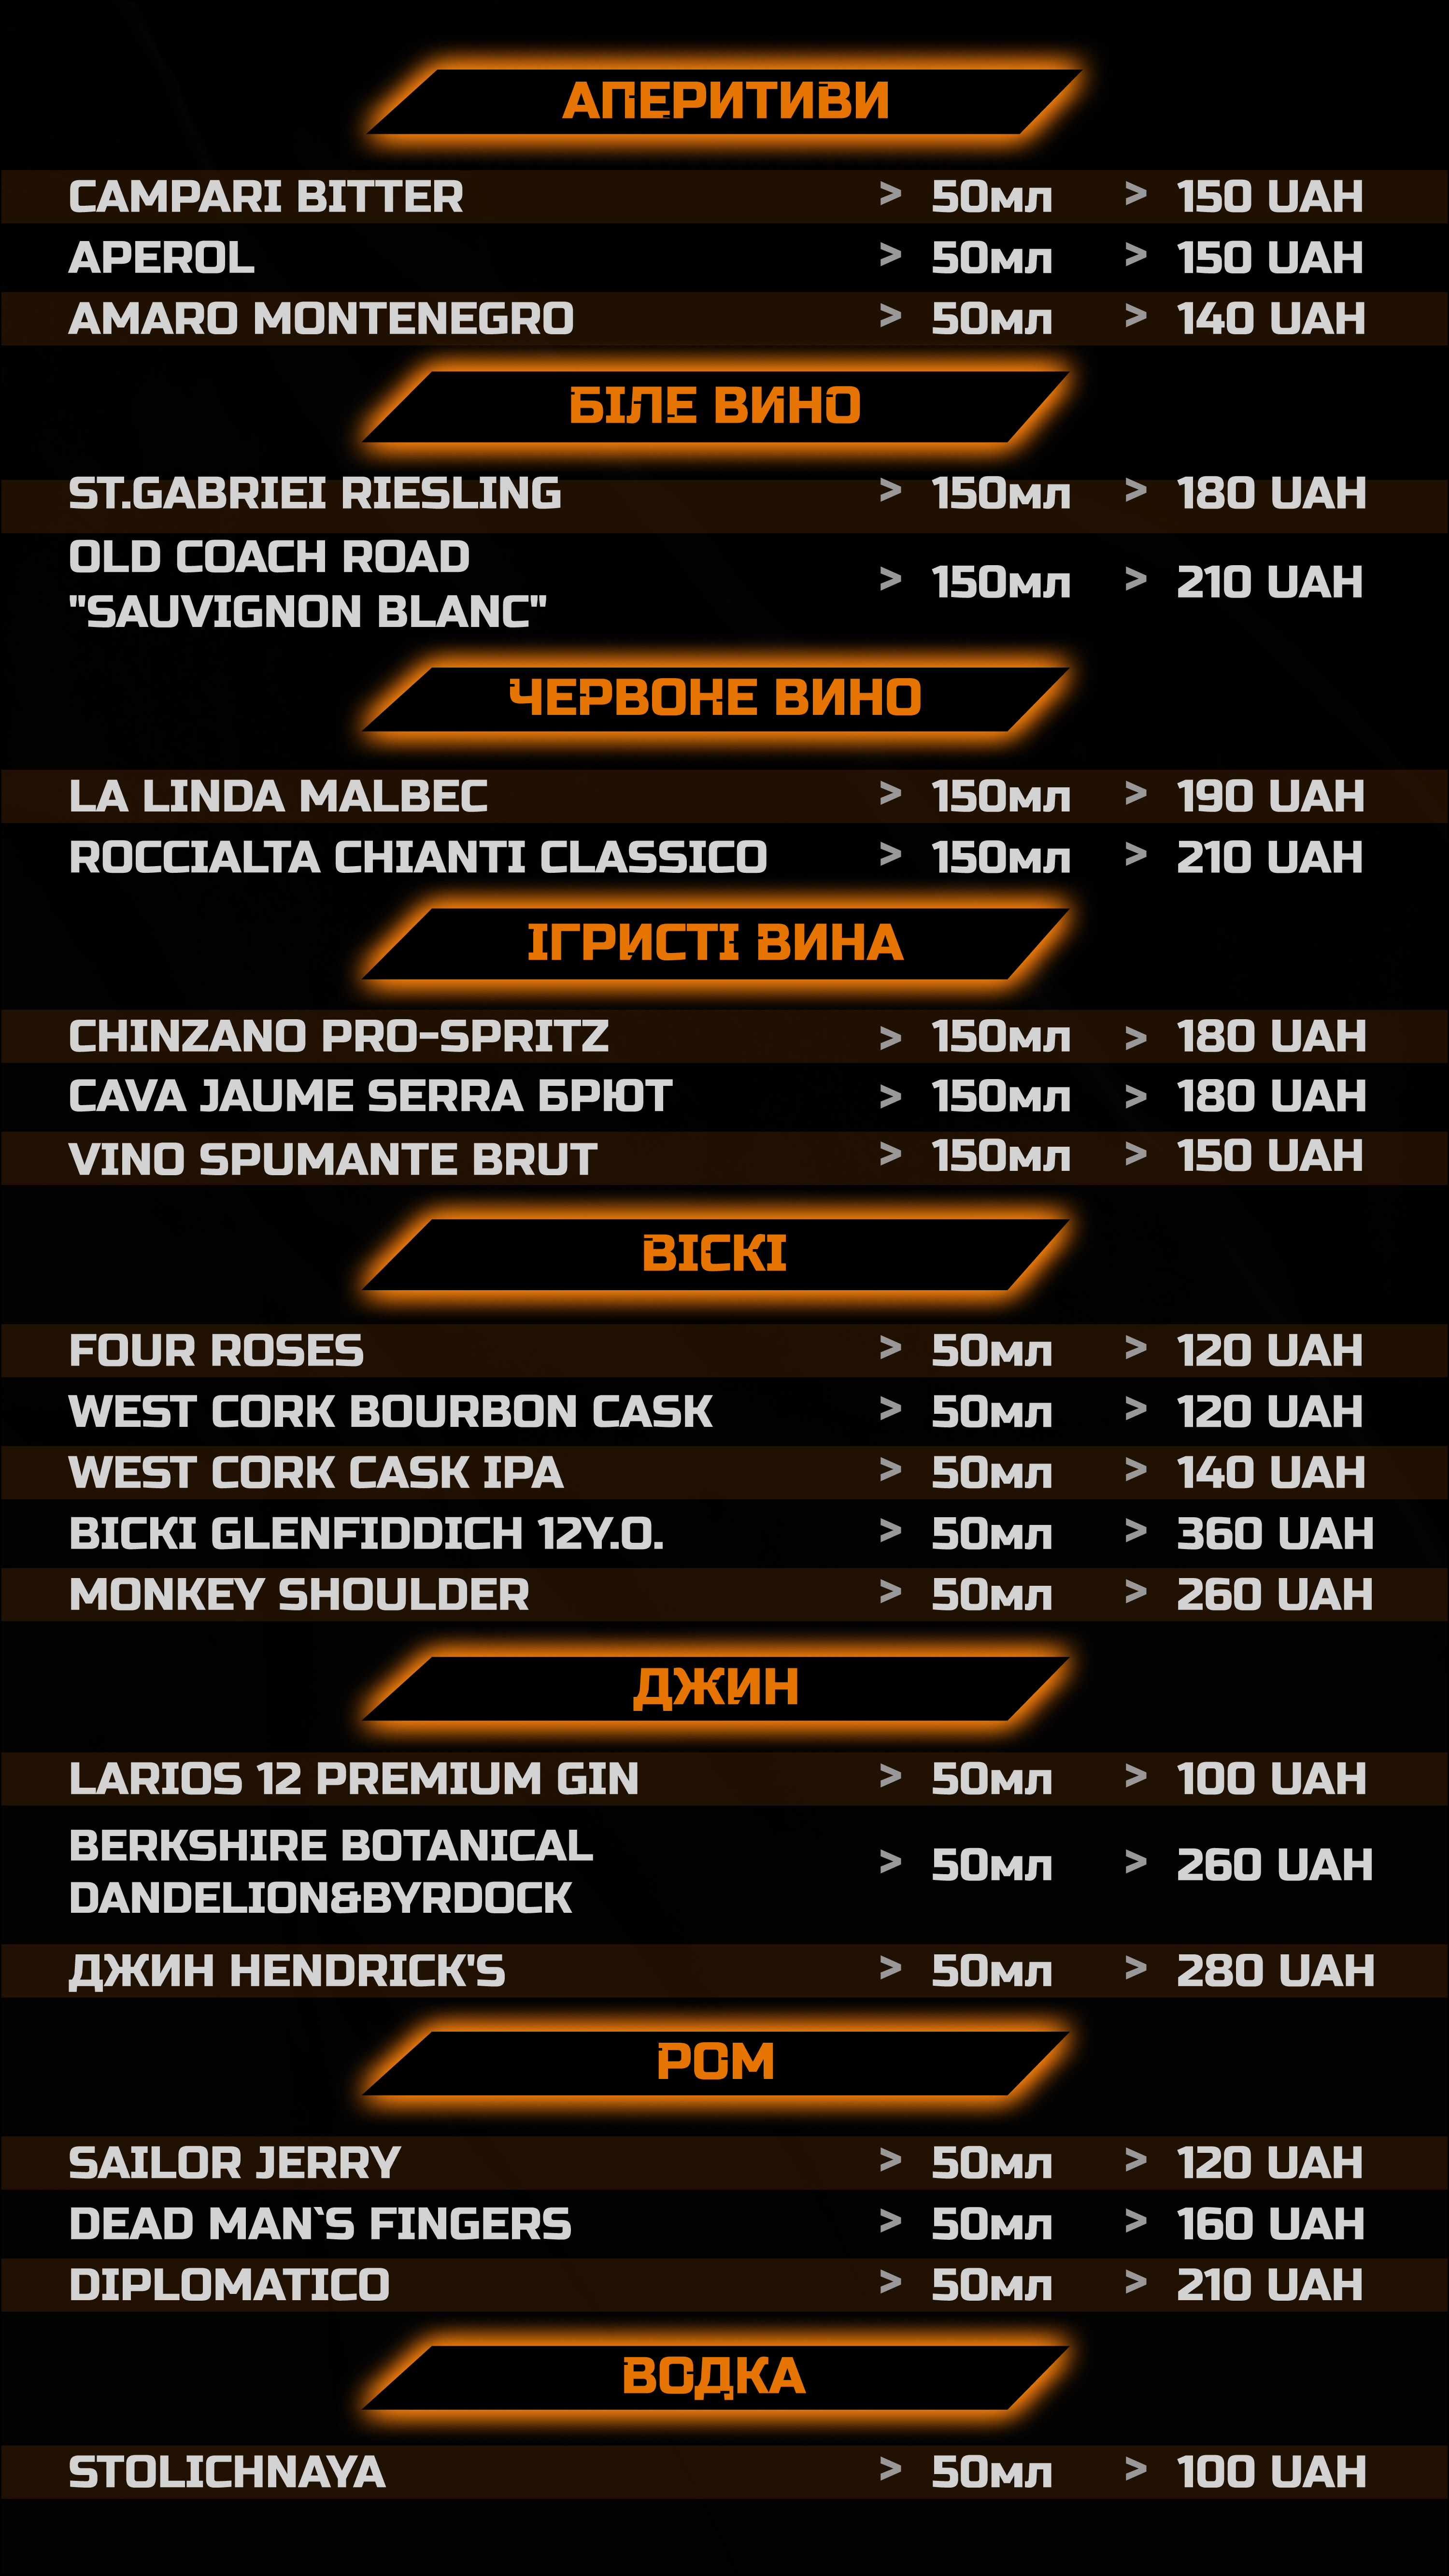 АПЕРИТИВИ
CAMPARI BITTER > 50мл > 150 UAH
APEROL > 50мл > 150 UAH
AMARO MONTENEGRO > 50мл > 140 UAH
БІЛЕ ВИНО
ST.GABRIEI RIESLING > 150мл > 180 UAH
OLD COACH ROAD
"SAUVIGNON BLANC" > 150мл > 210 UAH
ЧЕРВОНЕ ВИНО
LA LINDA MALBEC > 150мл > 190 UAH
ROCCIALTA CHIANTI CLASSICO > 150мл > 210 UAH
ІГРИСТІ ВИНА
CHINZANO PRO-SPRITZ > 150мл > 180 UAH
CAVA JAUME SERRA БРЮТ > 150мл > 180 UAH
VINO SPUMANTE BRUT > 150мл > 150 UAH
ВІСКІ
FOUR ROSES > 50мл > 120 UAH
WEST CORK BOURBON CASK > 50мл > 120 UAH
WEST CORK CASK IPA > 50мл > 140 UAH
ВІСКІ GLENFIDDICH 12Y.O. > 50мл > 360 UAH
MONKEY SHOULDER > 50мл > 260 UAH
ДЖИН
LARIOS 12 PREMIUM GIN > 50мл > 100 UAH
BERKSHIRE BOTANICAL
DANDELION&BYRDOCK > 50мл > 260 UAH
ДЖИН HENDRICK'S > 50мл > 280 UAH
РОМ
SAILOR JERRY > 50мл > 120 UAH
DEAD MAN`S FINGERS > 50мл > 160 UAH
DIPLOMATICO > 50мл > 210 UAH
ВОДКА
STOLICHNAYA > 50мл > 100 UAH